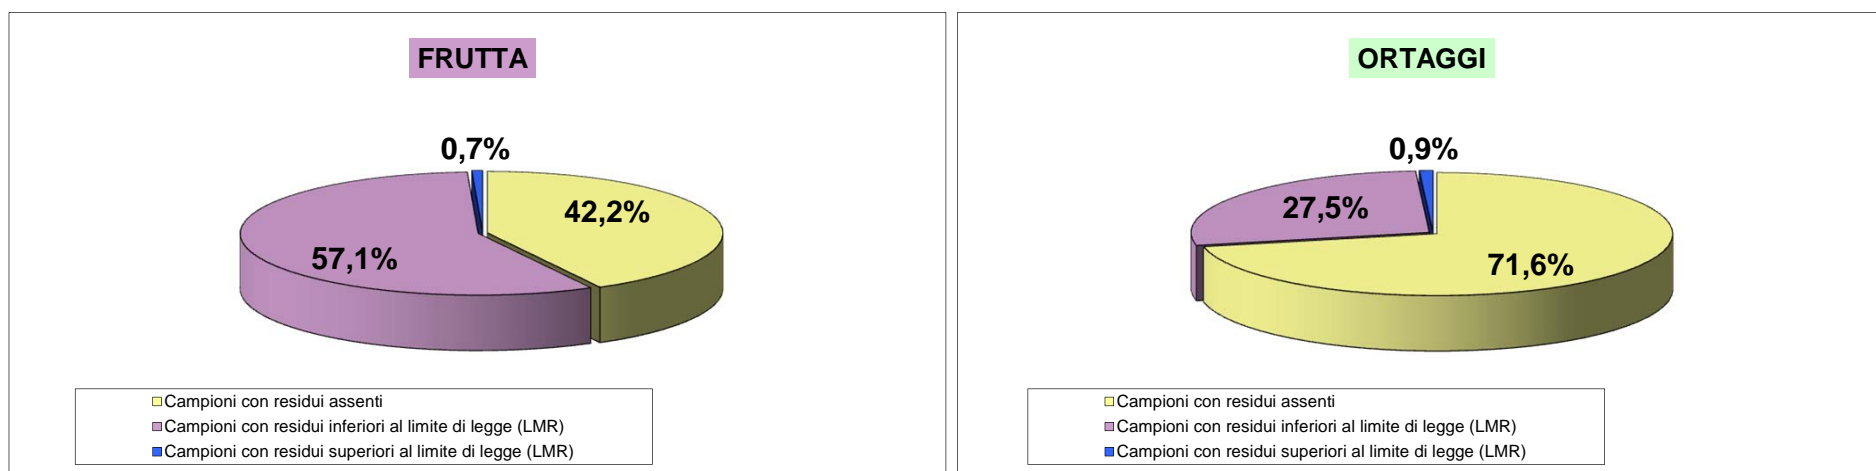 FRUTTA
0,7%
42,2%
57,1%
Campioni con residui assenti
Campioni con residui inferiori al limite di legge (LMR)
Campioni con residui superiori al limite di legge (LMR)
ORTAGGI
0,9%
27,5%
71,6%
Campioni con residui assenti
Campioni con residui inferiori al limite di legge (LMR)
Campioni con residui superiori al limite di legge (LMR)